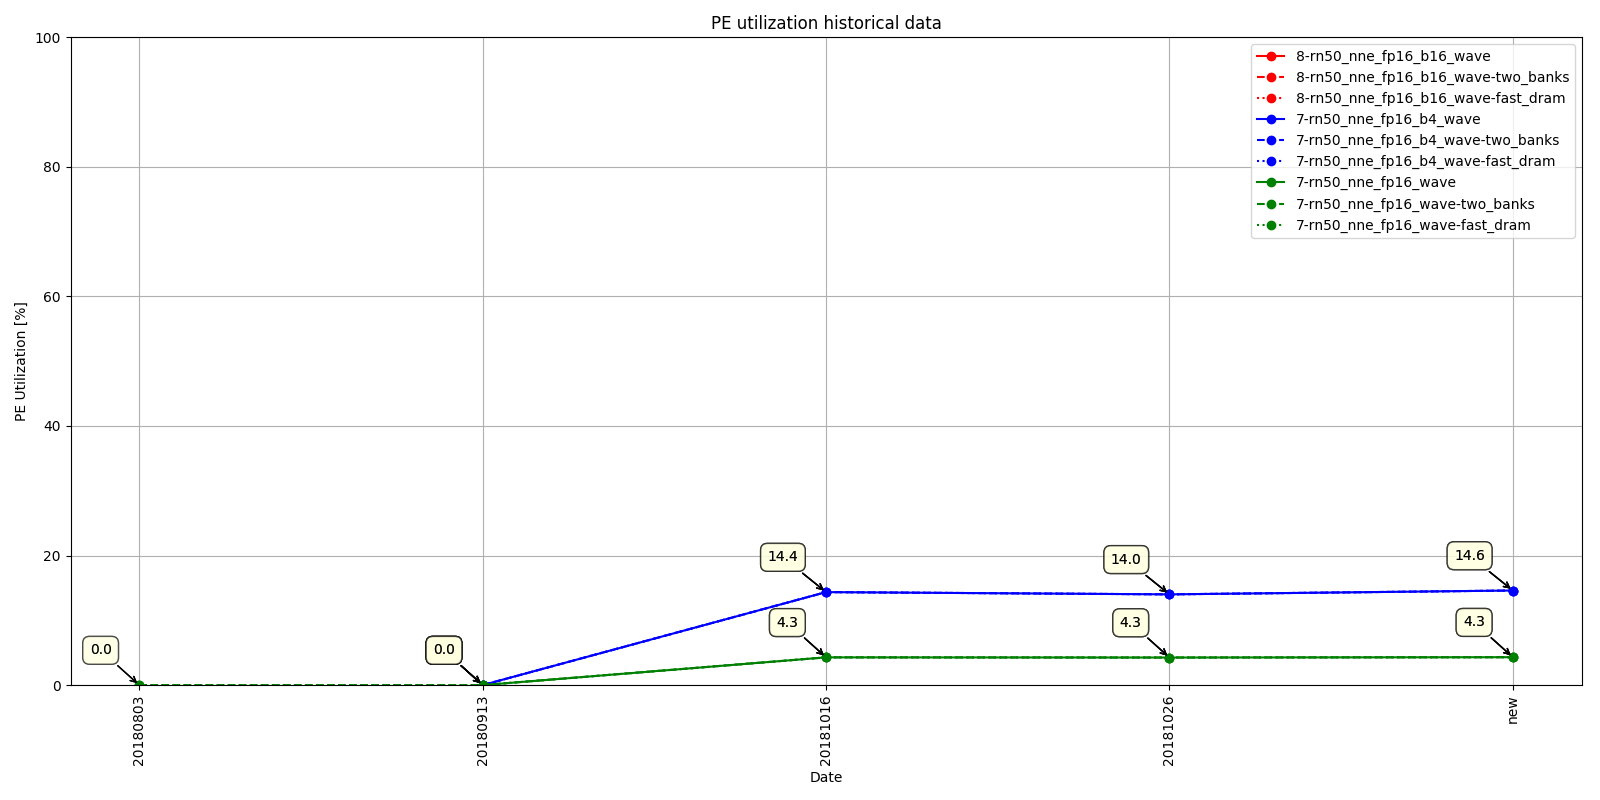 PE utilization historical data
100
80
60
40
20
0
PE Utilization [%]
8-rn50_nne_fp16_b16_wave
8-rn50_nne_fp16_b16_wave-two_banks
8-rn50_nne_fp16_b16_wave-fast_dram
7-rn50_nne_fp16_b4_wave
7-rn50_nne_fp16_b4_wave-two_banks
7-rn50_nne_fp16_b4_wave-fast_dram
7-rn50_nne_fp16_wave
7-rn50_nne_fp16_wave-two_banks
7-rn50_nne_fp16_wave-fast_dram
14.4
14.0
14.6
4.3
4.3
4.3
0.0
0.0
20180803
20180913
20181016
20181026
new
Date